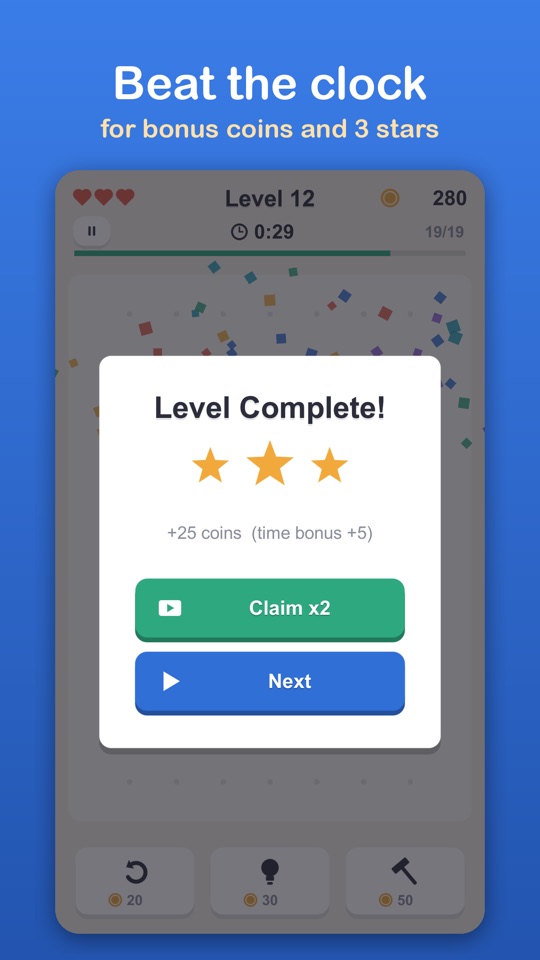 Beat the clock
for bonus coins and 3 stars
Level 12
280
0:29
19/19
Level Complete!
+25 coins (time bonus +5)
Claim x2
Next
20
30
50